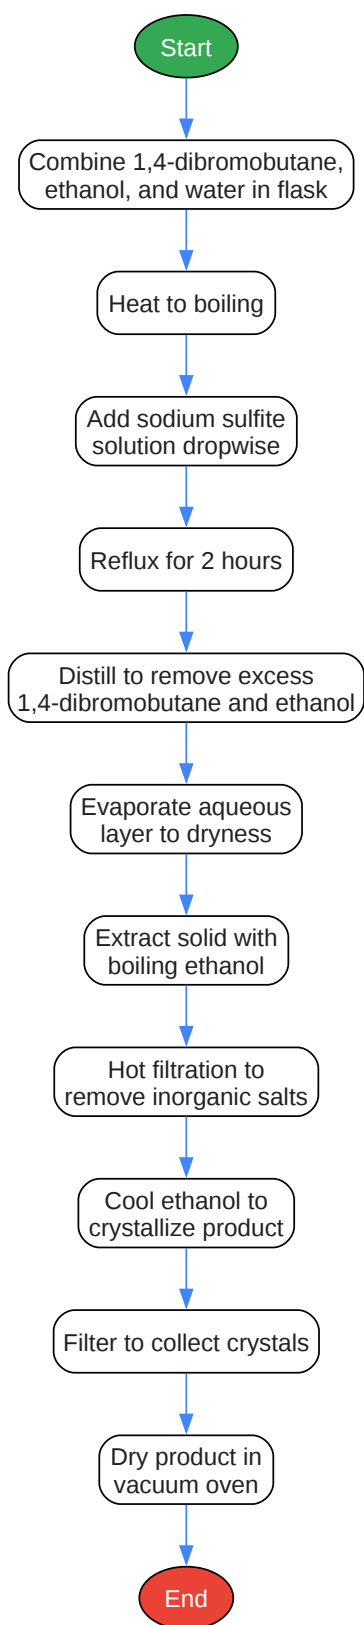 Start
Combine 1,4-dibromobutane,
ethanol, and water in flask
Heat to boiling
Add sodium sulfite
solution dropwise
Reflux for 2 hours
Distill to remove excess
1,4-dibromobutane and ethanol
Evaporate aqueous
layer to dryness
Extract solid with
boiling ethanol
Hot filtration to
remove inorganic salts
Cool ethanol to
crystallize product
Filter to collect crystals
Dry product in
vacuum oven
End